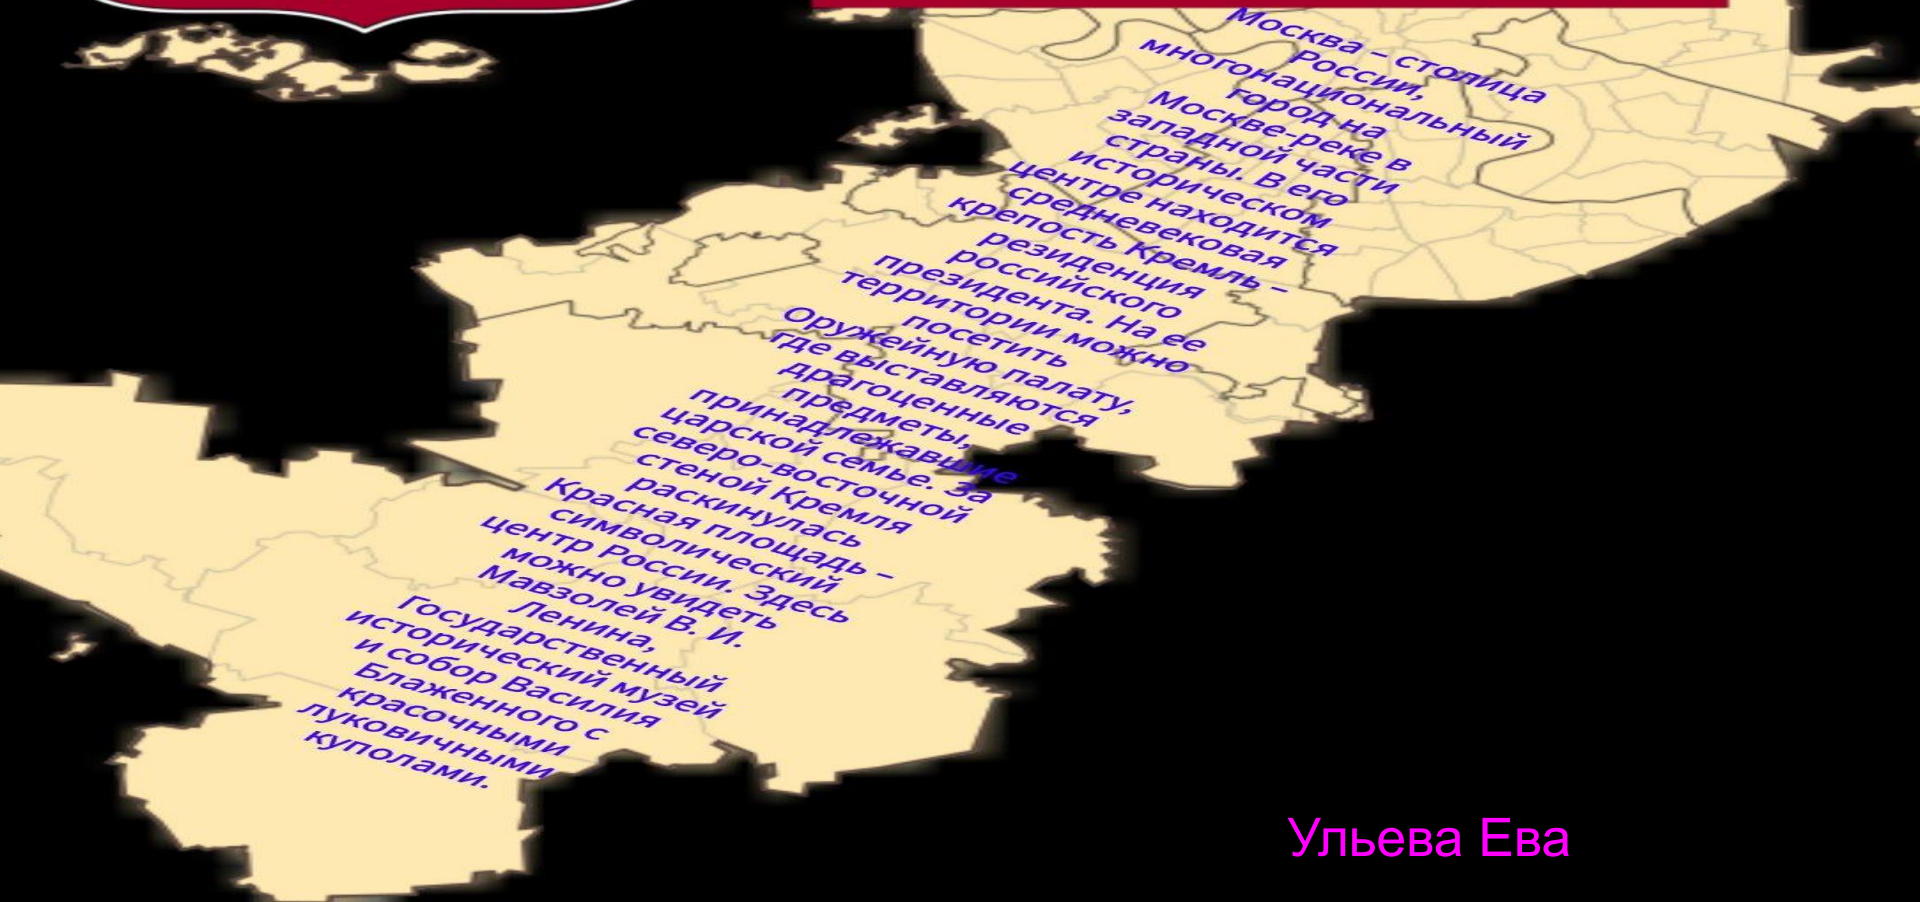 Москва – столица
России,
многонациональный
город на
Москве-реке в
западной части
страны. В его
историческом
центре находится
средневековая
крепость Кремль –
резиденция
российского
президента. На ее
территории можно
посетить
Оружейную палату,
где выставляются
драгоценные
предметы,
принадлежавшие
царской семье. За
северо-восточной
стеной Кремля
раскинулась
Красная площадь –
символический
центр России. Здесь
можно увидеть
Мавзолей В. И.
Ленина,
Государственный
исторический музей
и собор Василия
Блаженного с
красочными
луковичными
куполами.
Ульева Ева